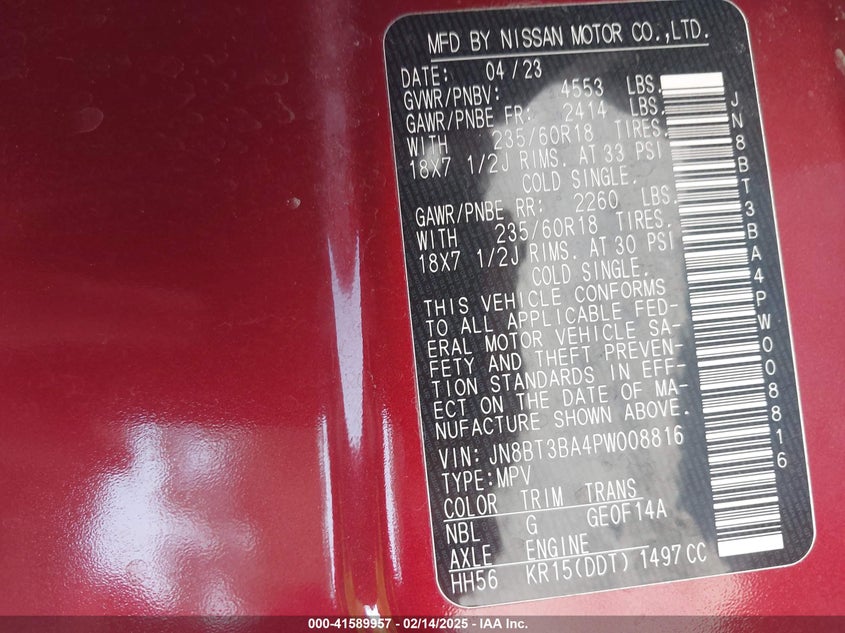 MFD BY NISSAN MOTOR CO.,LTD.
DATE: 04/23
GVWR/PNBV: 4553 LBS.
GAWR/PNBE FR: 2414 LBS.
WITH 235/60R18 TIRES.
18X7 1/2J RIMS. AT 33 PSI
COLD SINGLE.
GAWR/PNBE RR: 2260 LBS.
WITH 235/60R18 TIRES.
18X7 1/2J RIMS. AT 30 PSI
COLD SINGLE.
THIS VEHICLE CONFORMS
TO ALL APPLICABLE FED-
ERAL MOTOR VEHICLE SA-
FETY AND THEFT PREVEN-
TION STANDARDS IN EFF-
ECT ON THE DATE OF MA-
NUFACTURE SHOWN ABOVE.
VIN: JN8BT3BA4PW008816
TYPE:MPV
COLOR TRIM TRANS
NBL G GE0F14A
AXLE ENGINE
HH56 KR15(DDT) 1497CC
JN8BT3BA4PW008816
000-41589957 - 02/14/2025 - IAA Inc.